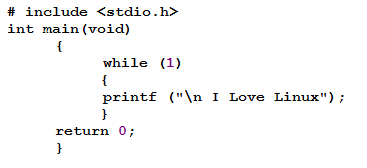 # include <stdio.h>
int main(void)
{
while (1)
{
printf ("\n I Love Linux");
}
return 0;
}